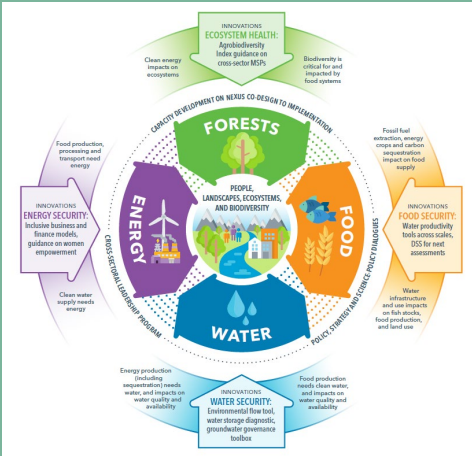 INNOVATIONS
ECOSYSTEM HEALTH:
Agrobiodiversity
Index guidance on
cross-sector MSPs
Clean energy
impacts on
ecosystems
Biodiversity is
critical for and
impacted by
food systems
CAPACITY DEVELOPMENT ON NEXUS CO-DESIGN TO IMPLEMENTATION
FORESTS
Food production,
processing and
transport need
energy
Fossil fuel
extraction, energy
crops and carbon
sequestration
impact on food
supply
PEOPLE,
LANDSCAPES, ECOSYSTEMS,
AND BIODIVERSITY
ENERGY
FOOD
INNOVATIONS
ENERGY SECURITY:
Inclusive business and
finance models,
guidance on women
empowerment
INNOVATIONS
FOOD SECURITY:
Water productivity
tools across scales,
DSS for next
assessments
Clean water
supply needs
energy
Water
infrastructure
and use impacts
on fish stocks,
food production,
and land use
WATER
CROSS-SECTORAL LEADERSHIP PROGRAM
POLICY, STRATEGY AND SCIENCE-POLICY DIALOGUES
Energy production
(including
sequestration) needs
water, and impacts on
water quality and
availability
Food production
needs clean water,
and impacts on
water quality and
availability
INNOVATIONS
WATER SECURITY:
Environmental flow tool,
water storage diagnostic,
groundwater governance
toolbox